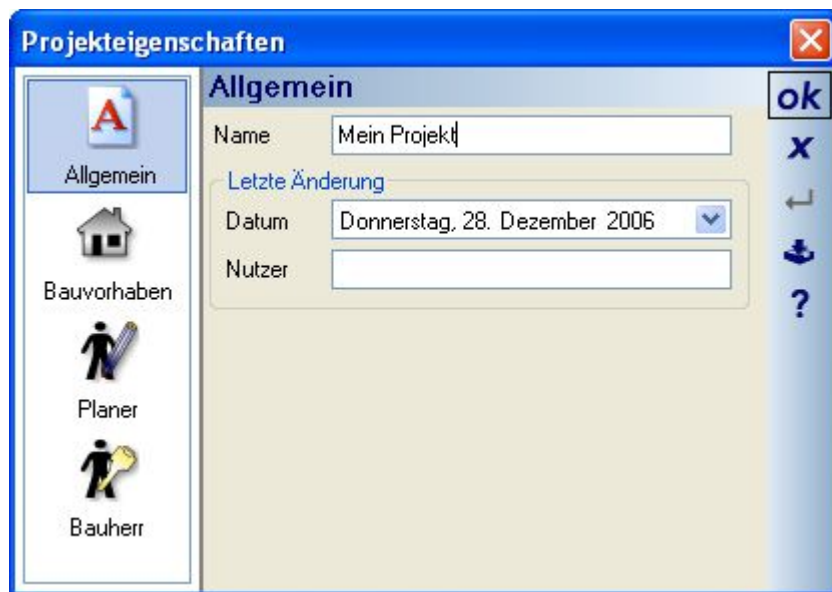 Projekteigenschaften
Allgemein
Bauvorhaben
Planer
Bauherr
Allgemein
Name Mein Projekt
Letzte Änderung
Datum Donnerstag, 28. Dezember 2006
Nutzer
ok
x
?